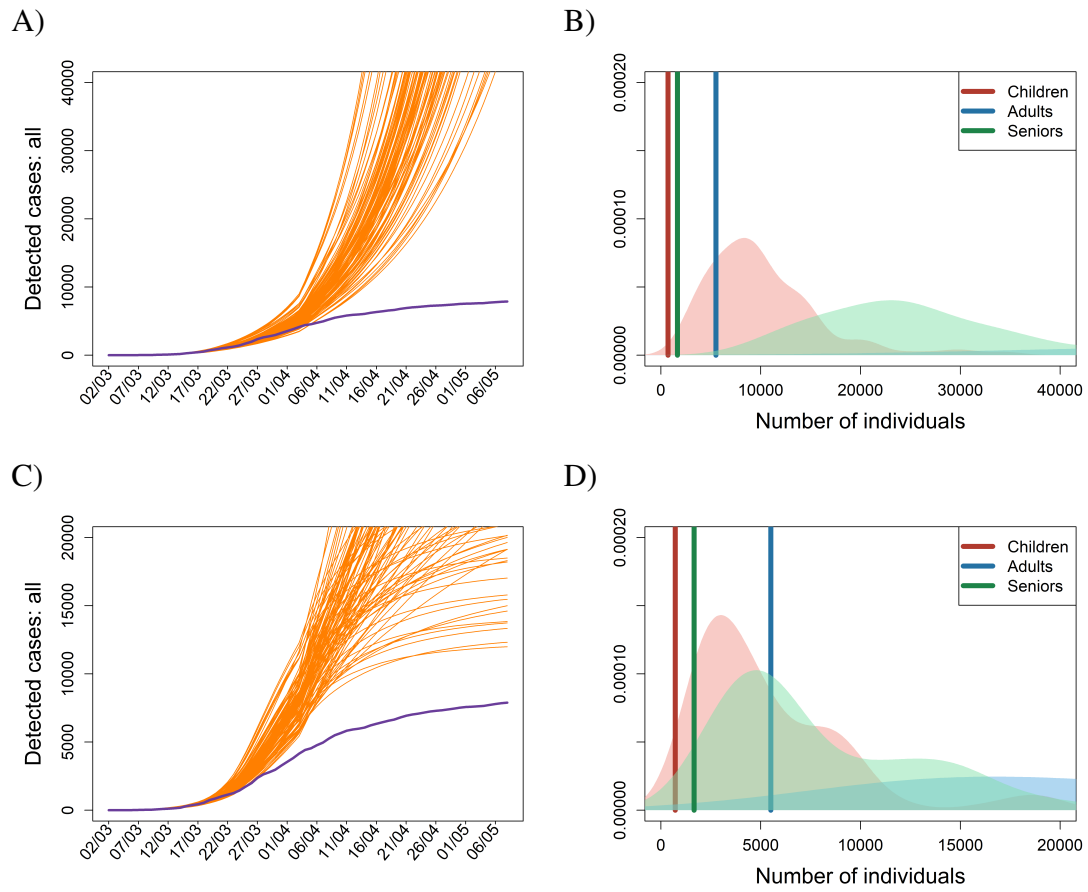 A)
Detected cases: all
40000
30000
20000
10000
0
02/03 07/03 12/03 17/03 22/03 27/03 01/04 06/04 11/04 16/04 21/04 26/04 01/05 06/05
B)
Children
Adults
Seniors
0.00020
0.00010
0.00000
0 10000 20000 30000 40000
Number of individuals
C)
Detected cases: all
20000
15000
10000
5000
0
02/03 07/03 12/03 17/03 22/03 27/03 01/04 06/04 11/04 16/04 21/04 26/04 01/05 06/05
D)
Children
Adults
Seniors
0.00020
0.00010
0.00000
0 5000 10000 15000 20000
Number of individuals